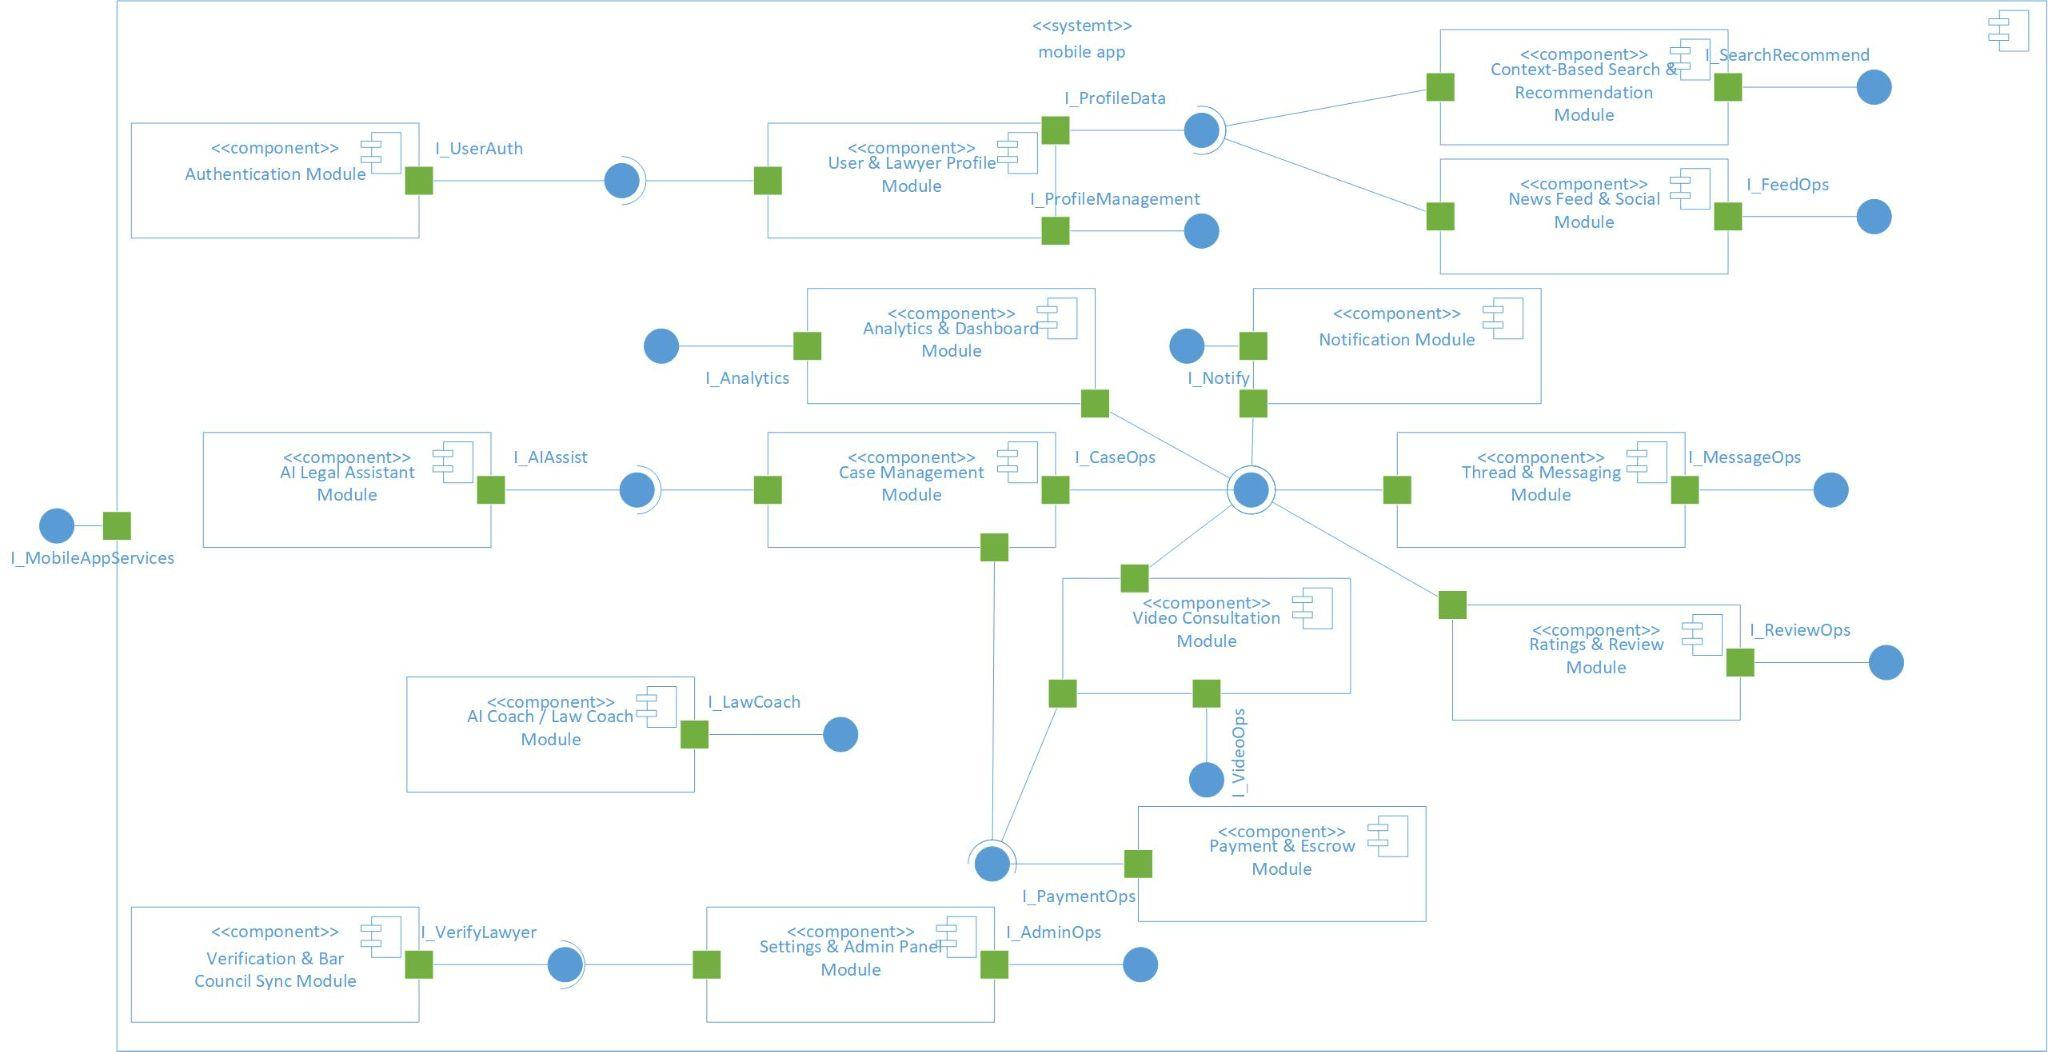 <<systemt>>
mobile app
<<component>>
Context-Based Search &
Recommendation
Module
I_SearchRecommend
I_ProfileData
<<component>>
Authentication Module
I_UserAuth
<<component>>
User & Lawyer Profile
Module
I_ProfileManagement
<<component>>
News Feed & Social
Module
I_FeedOps
<<component>>
Analytics & Dashboard
Module
I_Analytics
<<component>>
Notification Module
I_Notify
<<component>>
AI Legal Assistant
Module
I_AIAssist
<<component>>
Case Management
Module
I_CaseOps
<<component>>
Thread & Messaging
Module
I_MessageOps
I_MobileAppServices
<<component>>
Video Consultation
Module
I_VideoOps
<<component>>
Ratings & Review
Module
I_ReviewOps
<<component>>
AI Coach / Law Coach
Module
I_LawCoach
<<component>>
Payment & Escrow
Module
I_PaymentOps
<<component>>
Verification & Bar
Council Sync Module
I_VerifyLawyer
<<component>>
Settings & Admin Panel
Module
I_AdminOps